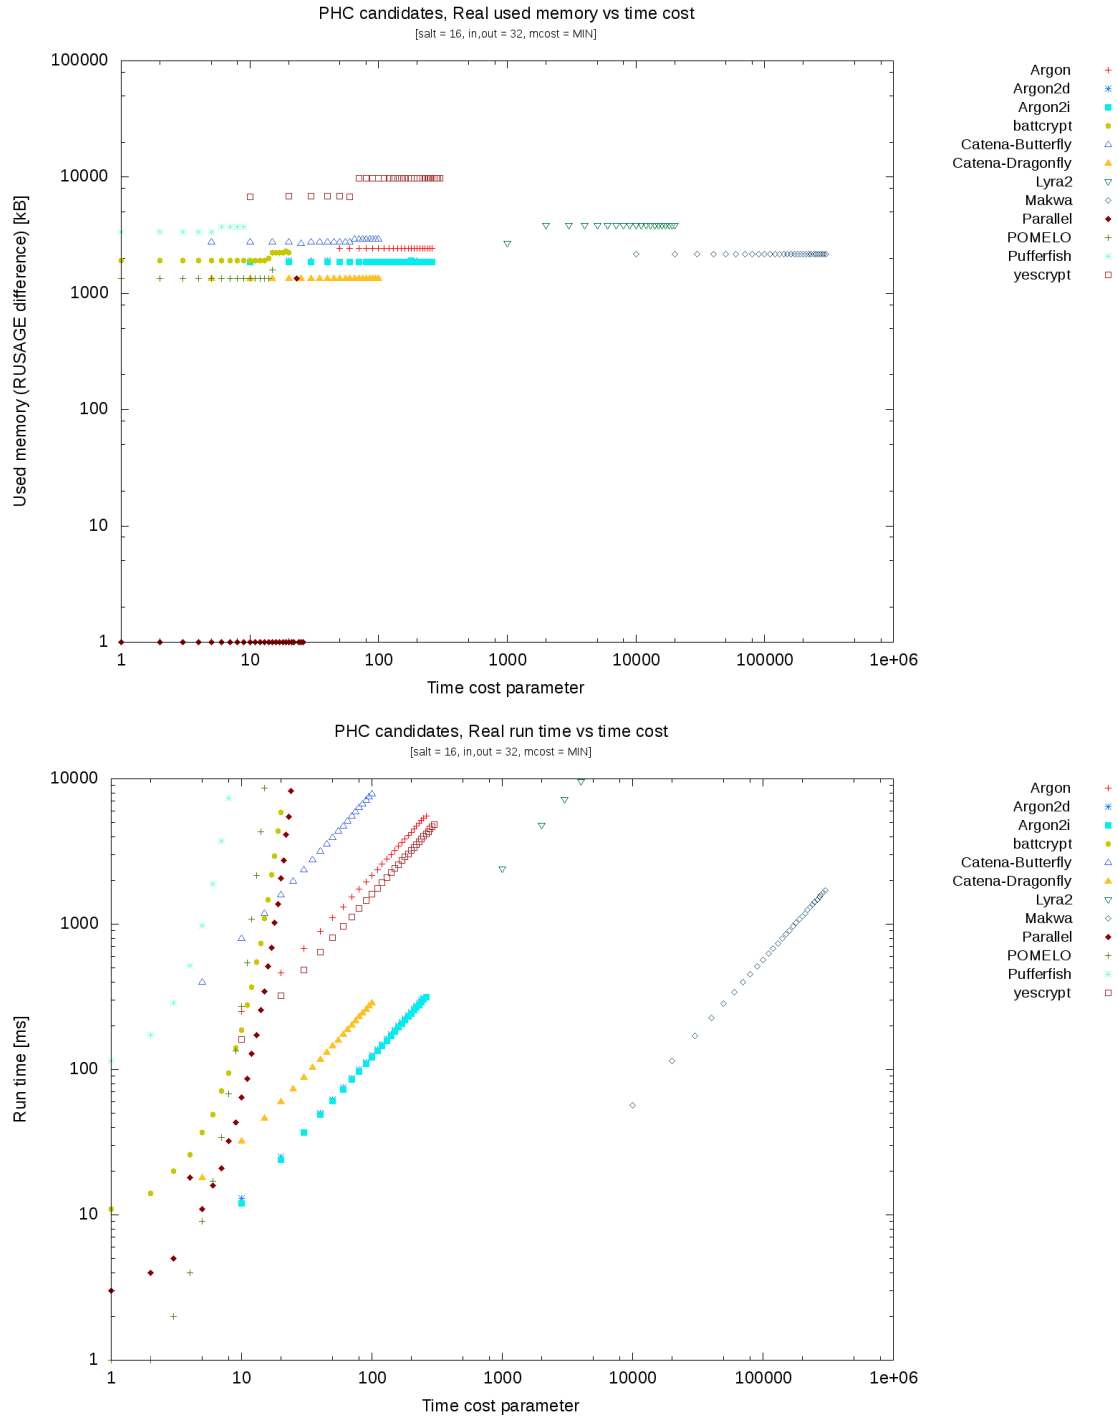 PHC candidates, Real used memory vs time cost
[salt = 16, in,out = 32, mcost = MIN]
100000
10000
1000
100
10
1
Used memory (RUSAGE difference) [kB]
1 10 100 1000 10000 100000 1e+06
Time cost parameter
Argon
Argon2d
Argon2i
battcrypt
Catena-Butterfly
Catena-Dragonfly
Lyra2
Makwa
Parallel
POMELO
Pufferfish
yescrypt
PHC candidates, Real run time vs time cost
[salt = 16, in,out = 32, mcost = MIN]
10000
1000
100
10
1
Run time [ms]
1 10 100 1000 10000 100000 1e+06
Time cost parameter
Argon
Argon2d
Argon2i
battcrypt
Catena-Butterfly
Catena-Dragonfly
Lyra2
Makwa
Parallel
POMELO
Pufferfish
yescrypt